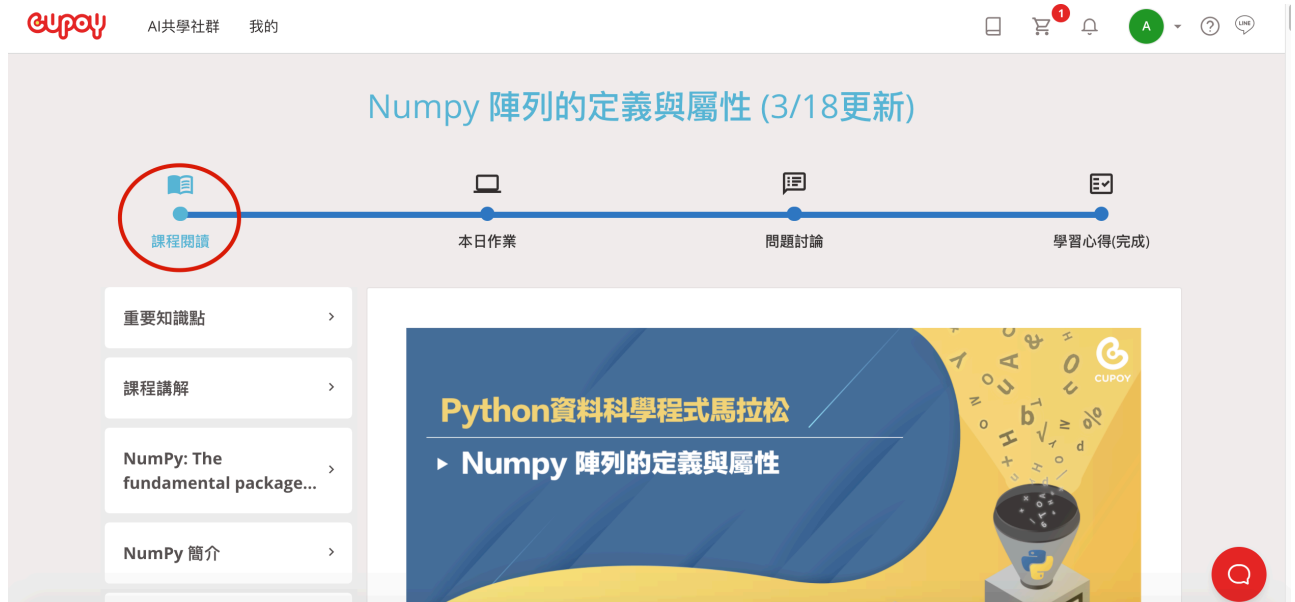 Cupoy
AI共學社群
我的
1
A
LINE
Numpy 陣列的定義與屬性 (3/18更新)
課程閱讀
本日作業
問題討論
學習心得(完成)
重要知識點
課程講解
NumPy: The
fundamental package...
NumPy 簡介
CUPOY
Python資料科學程式馬拉松
Numpy 陣列的定義與屬性